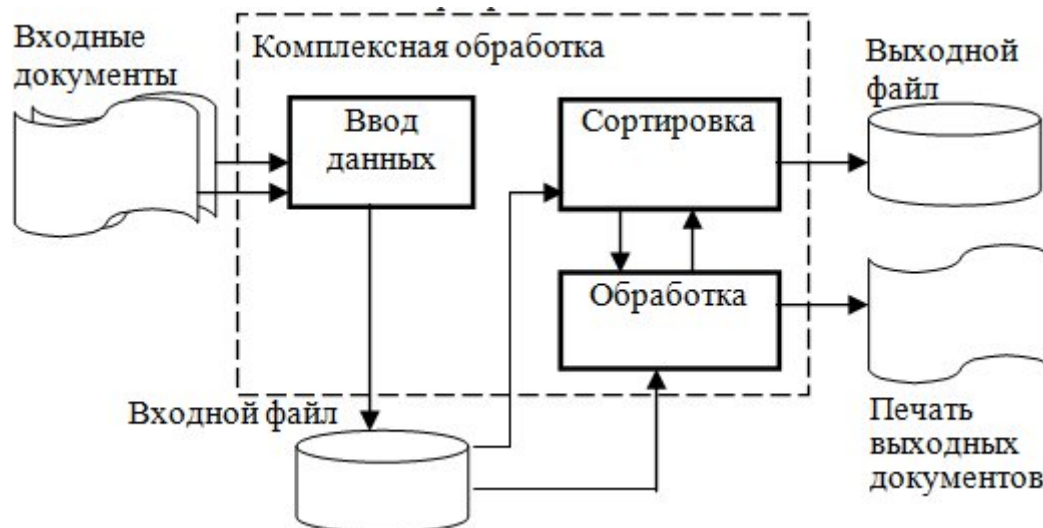 Входные
документы
Комплексная обработка
Ввод
данных
Сортировка
Выходной
файл
Обработка
Входной файл
Печать
выходных
документов